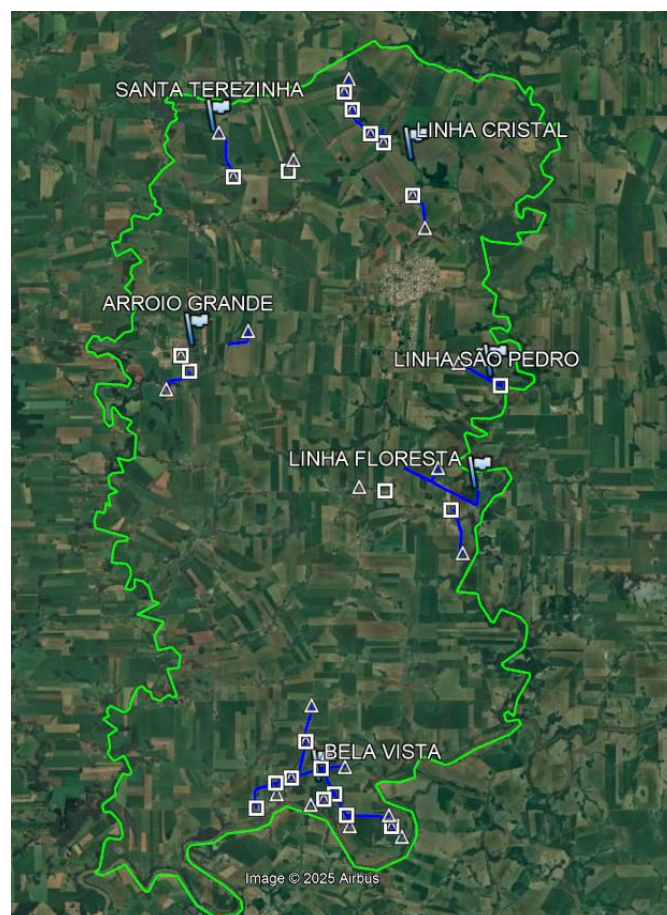 SANTA TEREZINHA
LINHA CRISTAL
ARROIO GRANDE
LINHA SÃO PEDRO
LINHA FLORESTA
BELA VISTA
Image © 2025 Airbus